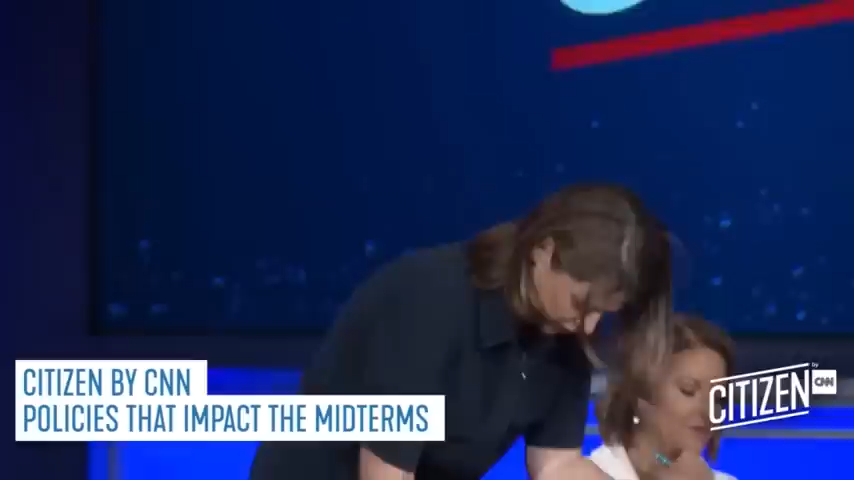 CITIZEN BY CNN
POLICIES THAT IMPACT THE MIDTERMS
CITIZEN
by
CNN